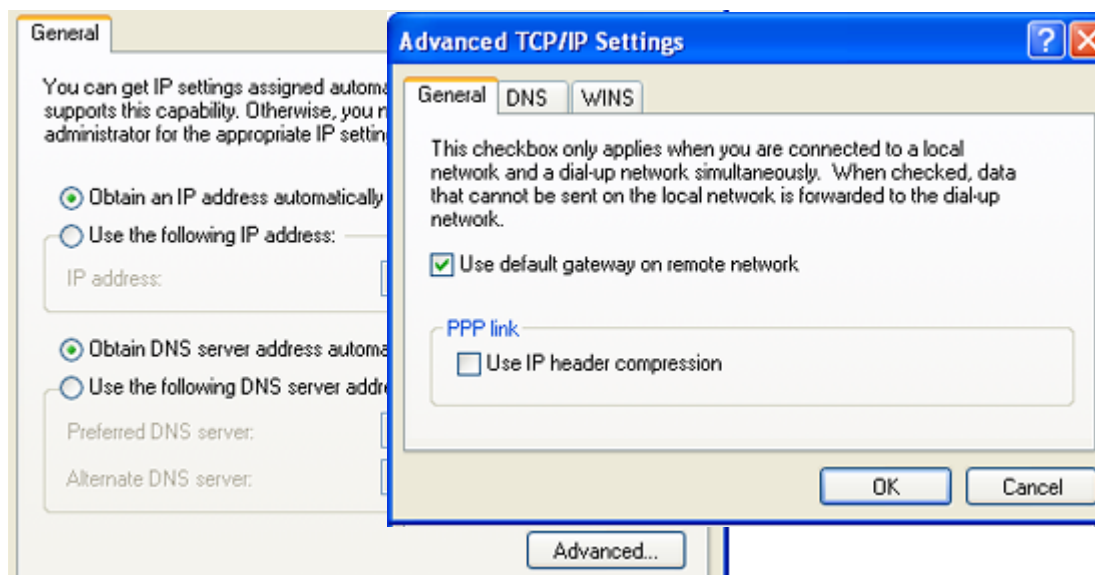 General
You can get IP settings assigned
supports this capability. Otherwise, you
administrator for the appropriate IP
Obtain an IP address automatically
Use the following IP address:
IP address:
Obtain DNS server address
Use the following DNS server
Preferred DNS server:
Alternate DNS server:
Advanced...
Advanced TCP/IP Settings
?
X
General
DNS
WINS
This checkbox only applies when you are connected to a local
network and a dial-up network simultaneously. When checked, data
that cannot be sent on the local network is forwarded to the dial-up
network.
Use default gateway on remote network
PPP link
Use IP header compression
OK
Cancel